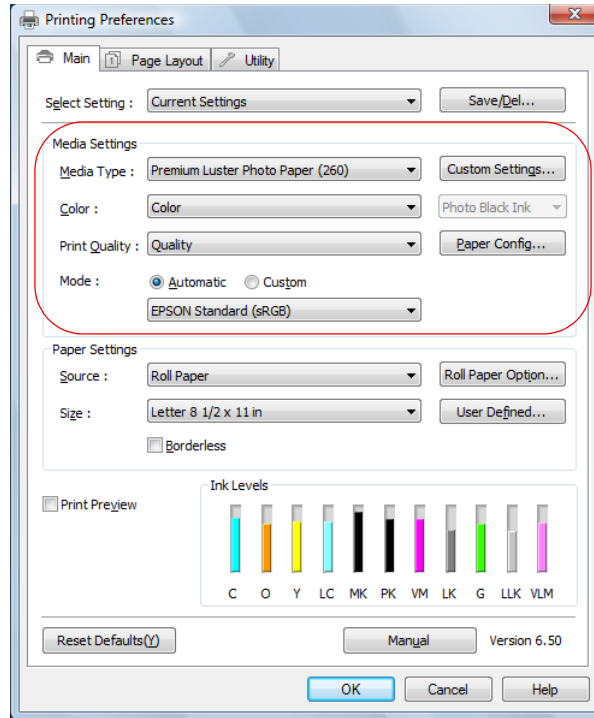 Printing Preferences
Main Page Layout Utility
Select Setting : Current Settings Save/Del...
Media Settings
Media Type : Premium Luster Photo Paper (260) Custom Settings...
Color : Color Photo Black Ink
Print Quality : Quality Paper Config...
Mode : Automatic Custom
EPSON Standard (sRGB)
Paper Settings
Source : Roll Paper Roll Paper Option...
Size : Letter 8 1/2 x 11 in User Defined...
Borderless
Ink Levels
Print Preview
C O Y LC MK PK VM LK G LLK VLM
Reset Defaults(Y) Manual Version 6.50
OK Cancel Help